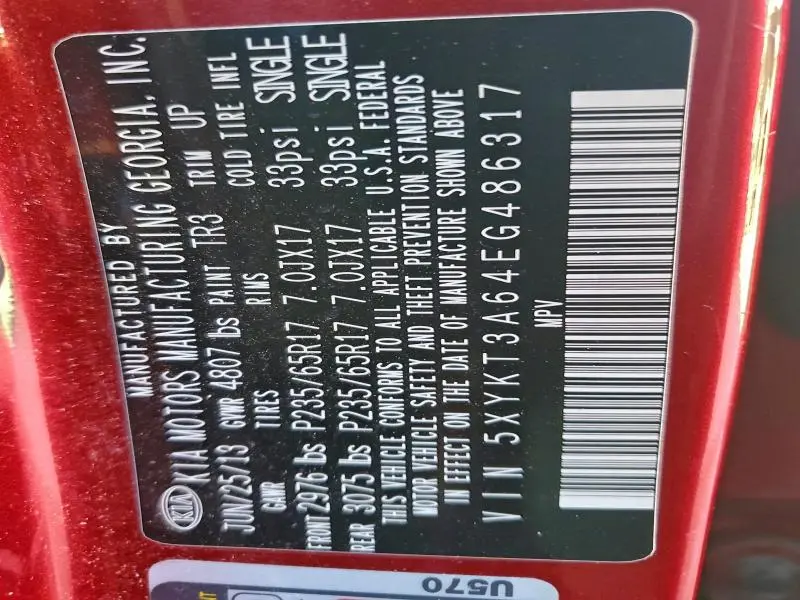 MANUFACTURED BY
KIA KIA MOTORS MANUFACTURING GEORGIA, INC.
JUN/25/13 GVWR 4867 lbs PAINT TR3 TRIM UP
GAWR TIRES RIMS COLD TIRE INFL
FRONT 2976 lbs P235/65R17 7.0JX17 33psi SINGLE
REAR 3075 lbs P235/65R17 7.0JX17 33psi SINGLE
THIS VEHICLE CONFORMS TO ALL APPLICABLE U.S.A. FEDERAL
MOTOR VEHICLE SAFETY AND THEFT PREVENTION STANDARDS
IN EFFECT ON THE DATE OF MANUFACTURE SHOWN ABOVE
VIN 5XYKT3A64EG486317
MPV
U570